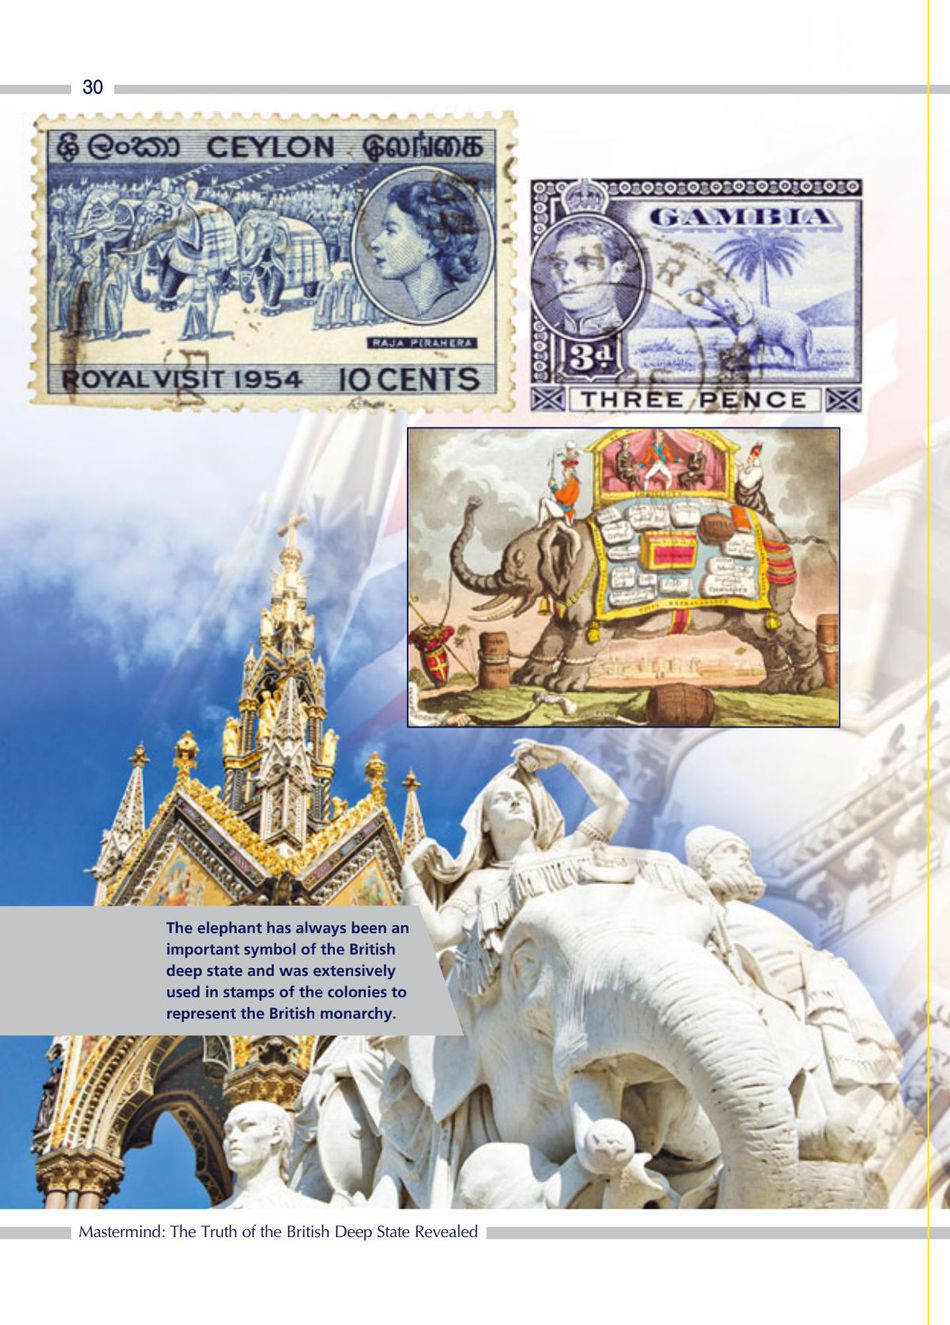 30
ශ්‍රී ලංකා CEYLON இலங்கை
RAJA PERAHERA
ROYAL VISIT 1954 10 CENTS
GAMBIA
3d
THREE PENCE
The elephant has always been an
important symbol of the British
deep state and was extensively
used in stamps of the colonies to
represent the British monarchy.
Mastermind: The Truth of the British Deep State Revealed